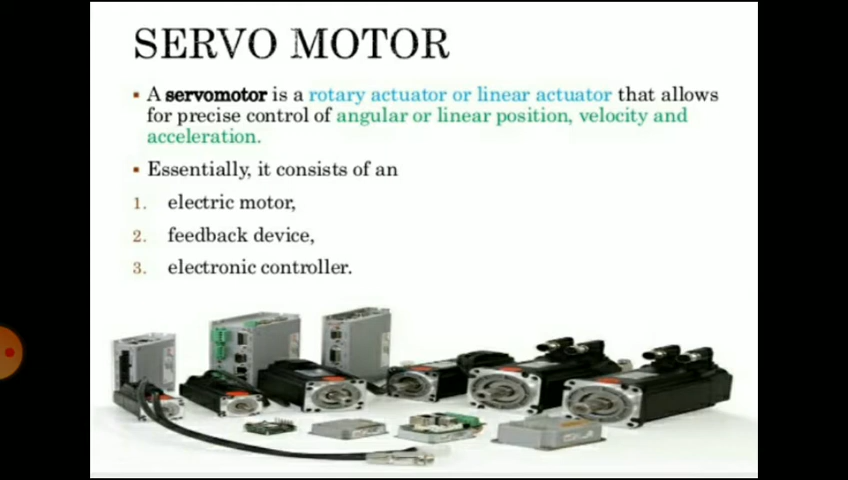 SERVO MOTOR
▪ A servomotor is a rotary actuator or linear actuator that allows
for precise control of angular or linear position, velocity and
acceleration.
▪ Essentially, it consists of an
1. electric motor,
2. feedback device,
3. electronic controller.